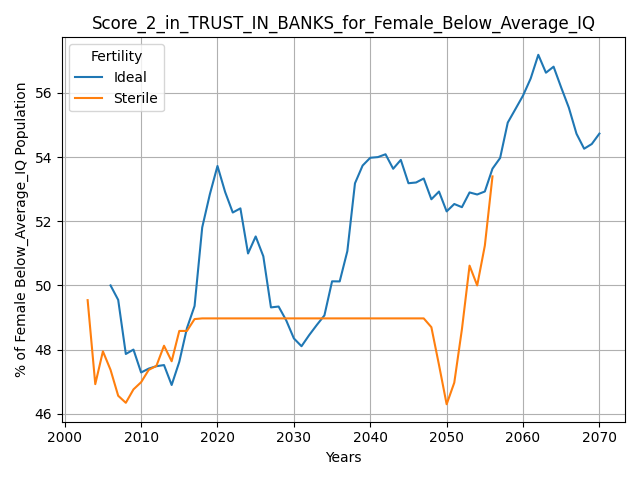 Score_2_in_TRUST_IN_BANKS_for_Female_Below_Average_IQ
Fertility
Ideal
Sterile
% of Female Below_Average_IQ Population
56
54
52
50
48
46
2000
2010
2020
2030
2040
2050
2060
2070
Years